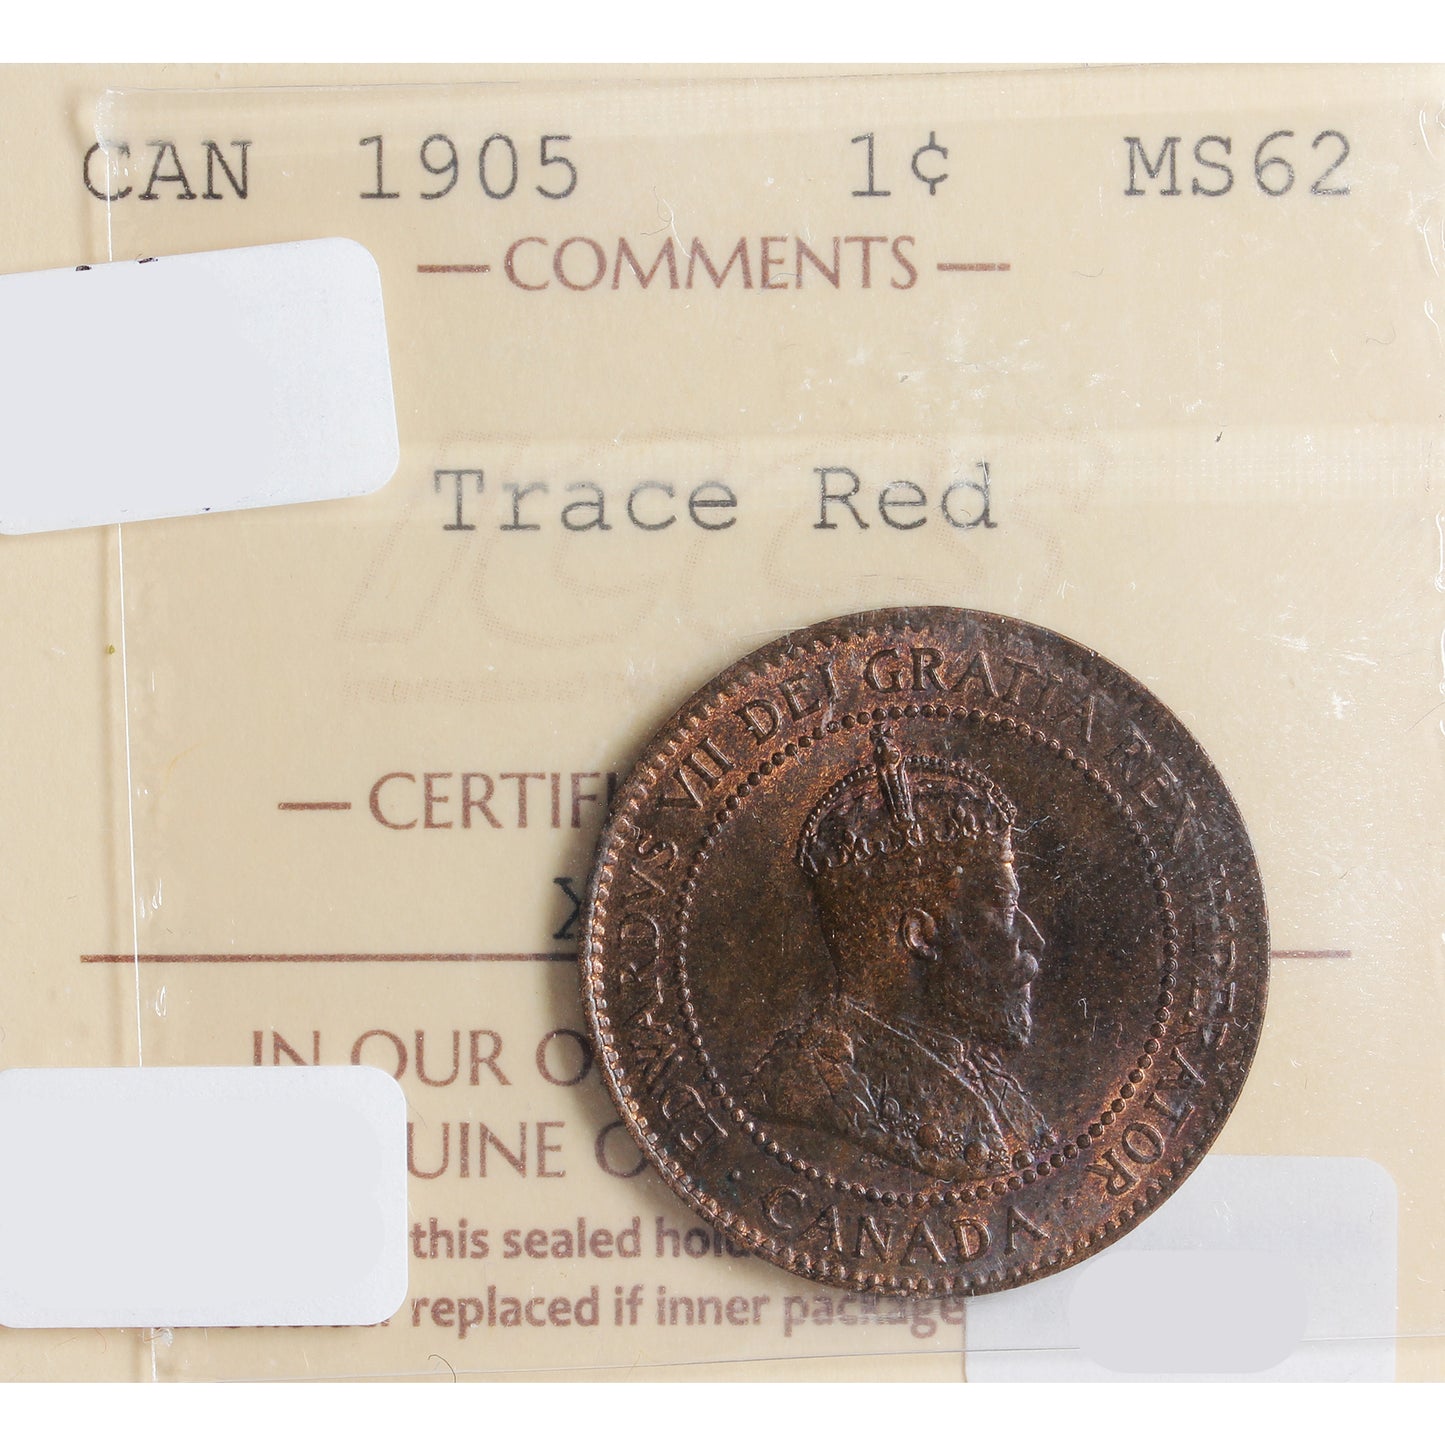 CAN 1905 1¢ MS62
— COMMENTS —
Trace Red
— CERTIF
X
IN OUR O
UINE O
this sealed hol
replaced if inner package
EDWARDVS VII DEI GRATIA REX IMPERATOR
· CANADA ·